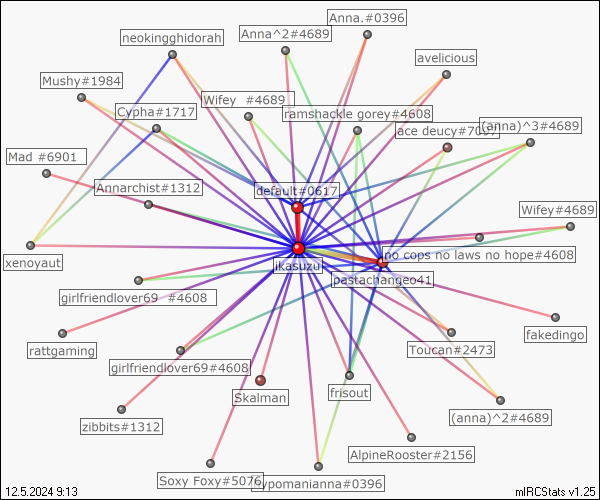 Anna.#0396
Anna^2#4689
neokingghidorah
avelicious
Mushy#1984
Wifey #4689
Cypha#1717
ramshackle gorey#4608
ace deucy#7097
(anna)^3#4689
Mad #6901
Annarchist#1312
default#0617
Wifey#4689
no cops no laws no hope#4608
xenoyaut
ikasuzu
pastachange041
girlfriendlover69 #4608
fakedingo
rattgaming
Toucan#2473
girlfriendlover69#4608
Skalman
frisout
(anna)^2#4689
zibbits#1312
AlpineRooster#2156
Soxy Foxy#5076
ypomanianna#0396
12.5.2024 9:13
mIRCStats v1.25